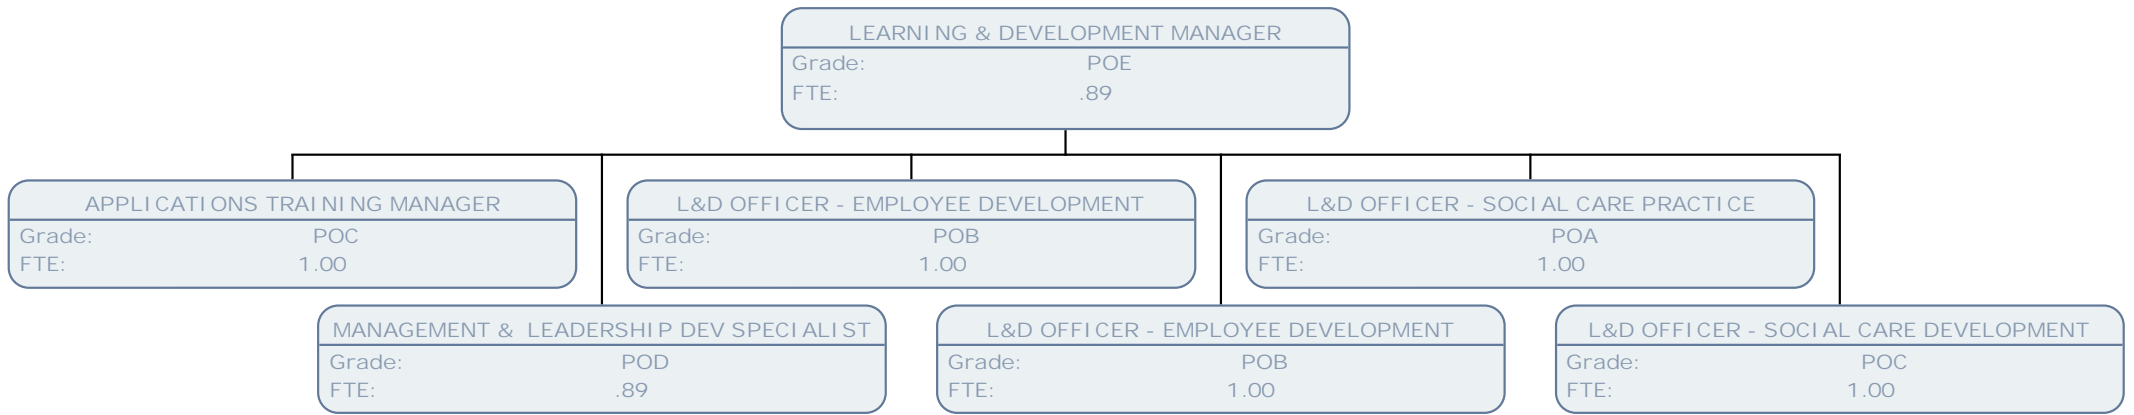 LEARNING & DEVELOPMENT MANAGER
Grade: POE
FTE: .89
APPLICATIONS TRAINING MANAGER
Grade: POC
FTE: 1.00
L&D OFFICER - EMPLOYEE DEVELOPMENT
Grade: POB
FTE: 1.00
L&D OFFICER - SOCIAL CARE PRACTICE
Grade: POA
FTE: 1.00
MANAGEMENT & LEADERSHIP DEV SPECIALIST
Grade: POD
FTE: .89
L&D OFFICER - EMPLOYEE DEVELOPMENT
Grade: POB
FTE: 1.00
L&D OFFICER - SOCIAL CARE DEVELOPMENT
Grade: POC
FTE: 1.00